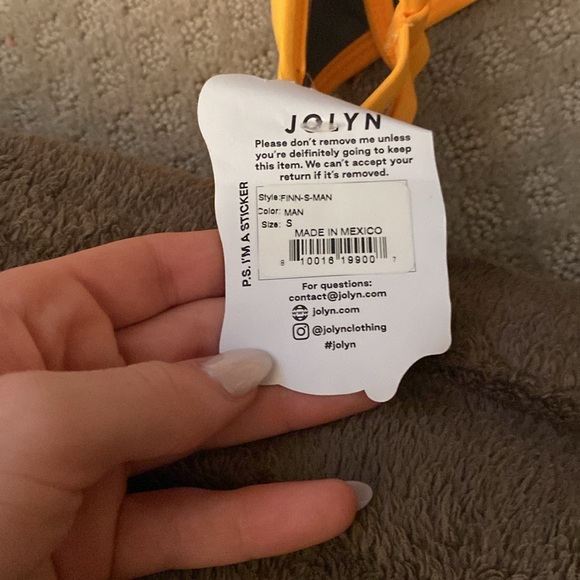 JOLYN
Please don't remove me unless
you're deifinitely going to keep
this item. We can't accept your
return if it's removed.
P.S. I'M A STICKER
Style:FINN-S-MAN
Color: MAN
Size: S
MADE IN MEXICO
8 10016 19900 7
For questions:
contact@jolyn.com
jolyn.com
@jolynclothing
#jolyn